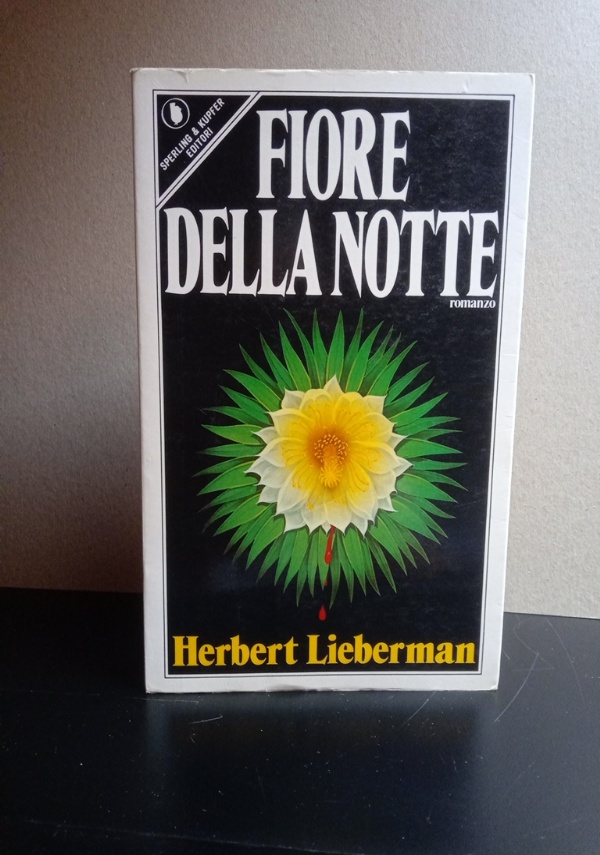 SPERLING & KUPFER
EDITORI
FIORE
DELLA NOTTE
romanzo
Herbert Lieberman